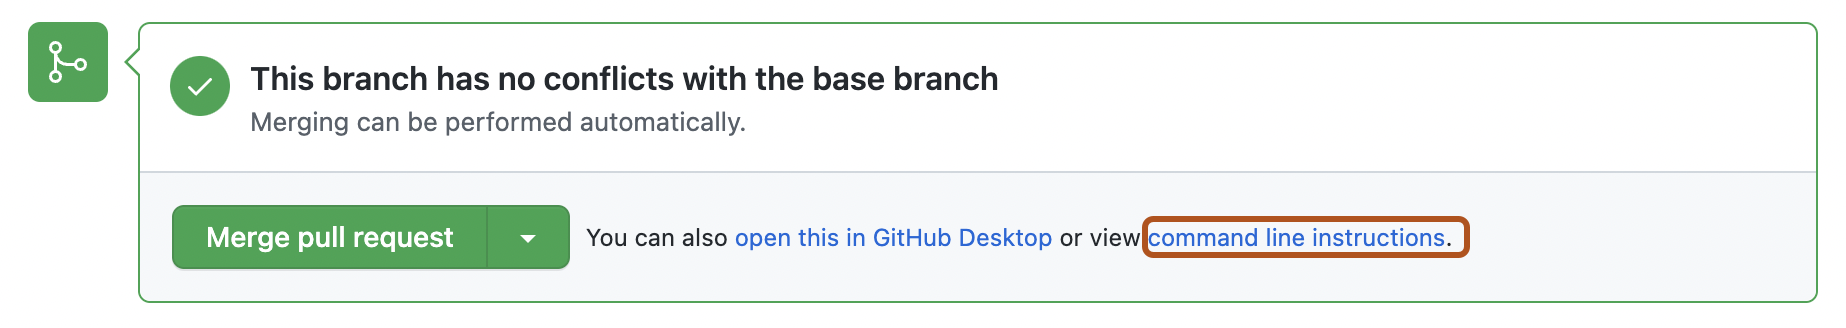 This branch has no conflicts with the base branch
Merging can be performed automatically.
Merge pull request You can also open this in GitHub Desktop or view command line instructions.